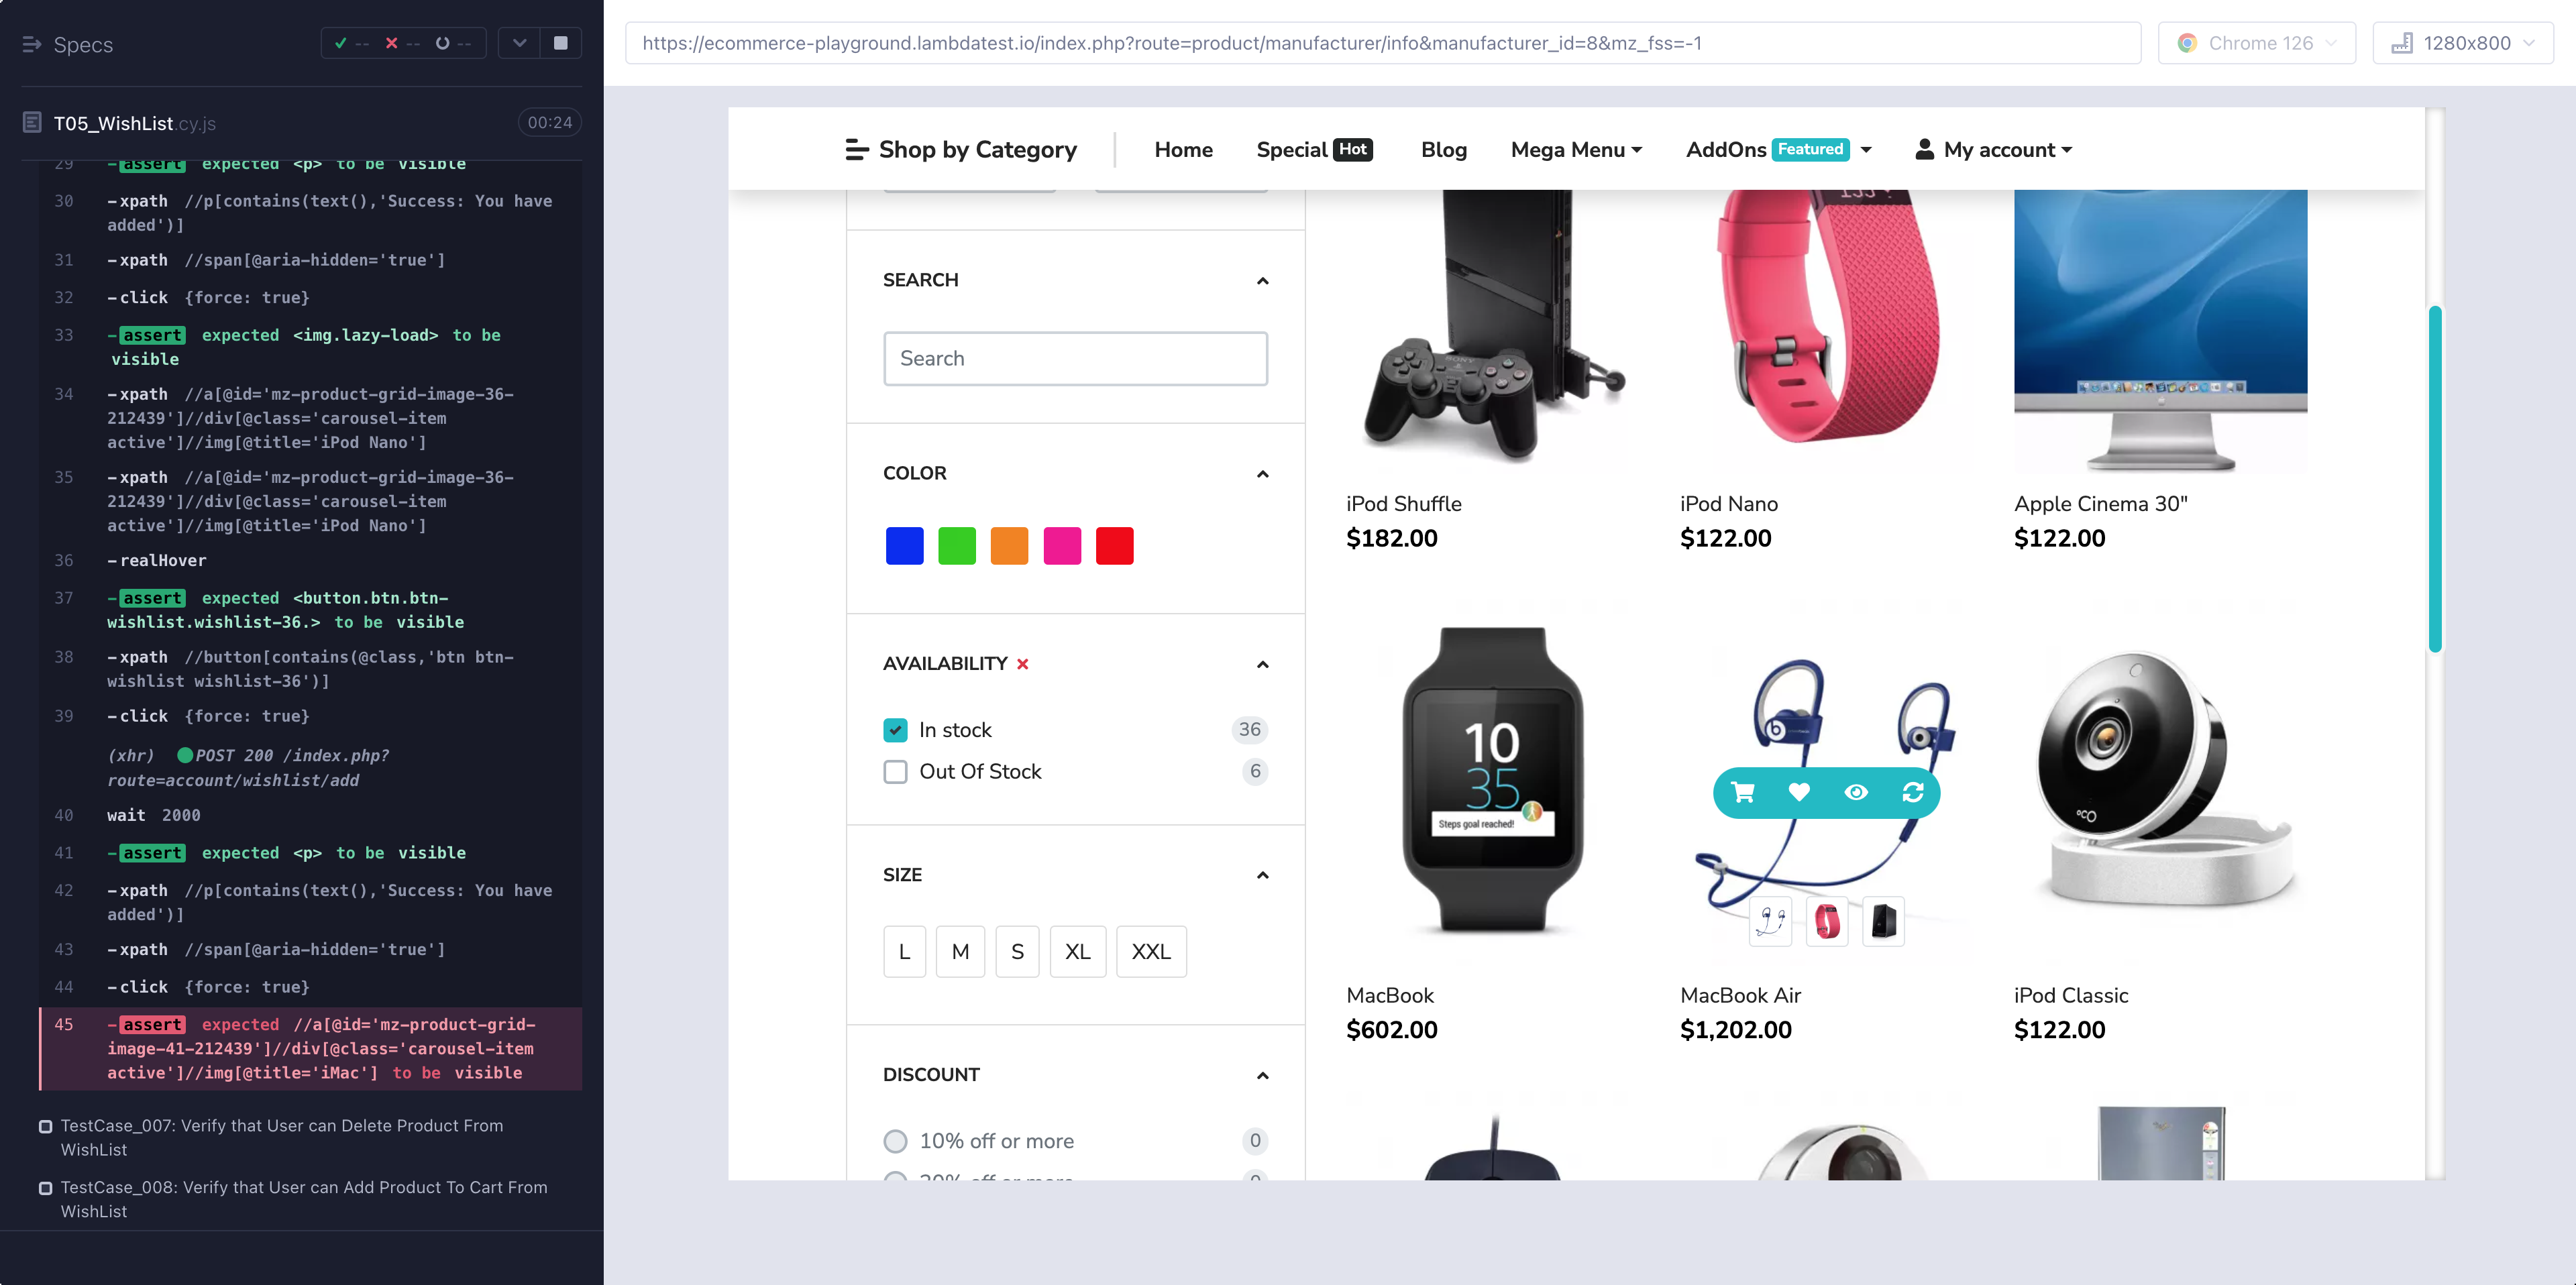 Specs
-- -- --
T05_WishList.cy.js
00:24
29 -assert expected <p> to be visible
30 -xpath //p[contains(text(),'Success: You have
added')]
31 -xpath //span[@aria-hidden='true']
32 -click {force: true}
33 -assert expected <img.lazy-load> to be
visible
34 -xpath //a[@id='mz-product-grid-image-36-
212439']//div[@class='carousel-item
active']//img[@title='iPod Nano']
35 -xpath //a[@id='mz-product-grid-image-36-
212439']//div[@class='carousel-item
active']//img[@title='iPod Nano']
36 -realHover
37 -assert expected <button.btn.btn-
wishlist.wishlist-36.> to be visible
38 -xpath //button[contains(@class,'btn btn-
wishlist wishlist-36')]
39 -click {force: true}
(xhr) POST 200 /index.php?
route=account/wishlist/add
40 wait 2000
41 -assert expected <p> to be visible
42 -xpath //p[contains(text(),'Success: You have
added')]
43 -xpath //span[@aria-hidden='true']
44 -click {force: true}
45 -assert expected //a[@id='mz-product-grid-
image-41-212439']//div[@class='carousel-item
active']//img[@title='iMac'] to be visible
TestCase_007: Verify that User can Delete Product From
WishList
TestCase_008: Verify that User can Add Product To Cart From
WishList
https://ecommerce-playground.lambdatest.io/index.php?route=product/manufacturer/info&manufacturer_id=8&mz_fss=-1
Chrome 126
1280x800
Shop by Category
Home
Special Hot
Blog
Mega Menu
AddOns Featured
My account
SEARCH
Search
COLOR
AVAILABILITY
In stock 36
Out Of Stock 6
SIZE
L M S XL XXL
DISCOUNT
10% off or more 0
20% off or more 0
SONY
iPod Shuffle
$182.00
iPod Nano
$122.00
Apple Cinema 30"
$122.00
10
35
Steps goal reached!
MacBook
$602.00
MacBook Air
$1,202.00
iPod Classic
$122.00